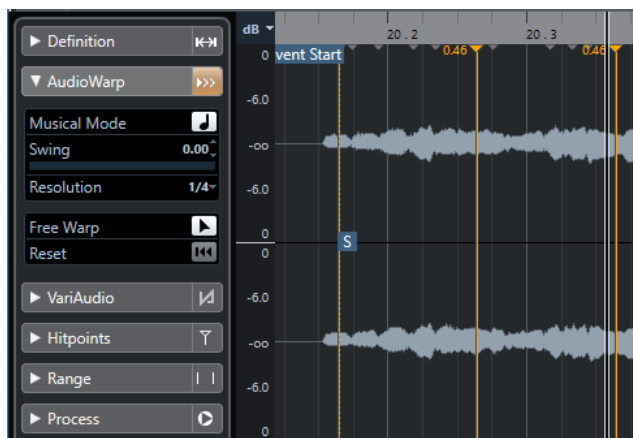 Definition
AudioWarp
Musical Mode
Swing 0.00
Resolution 1/4
Free Warp
Reset
VariAudio
Hitpoints
Range
Process
dB
20.2 20.3
0 vent Start 0.46 0.46
-6.0
-oo
-6.0
0
S
0
-6.0
-oo
-6.0
0